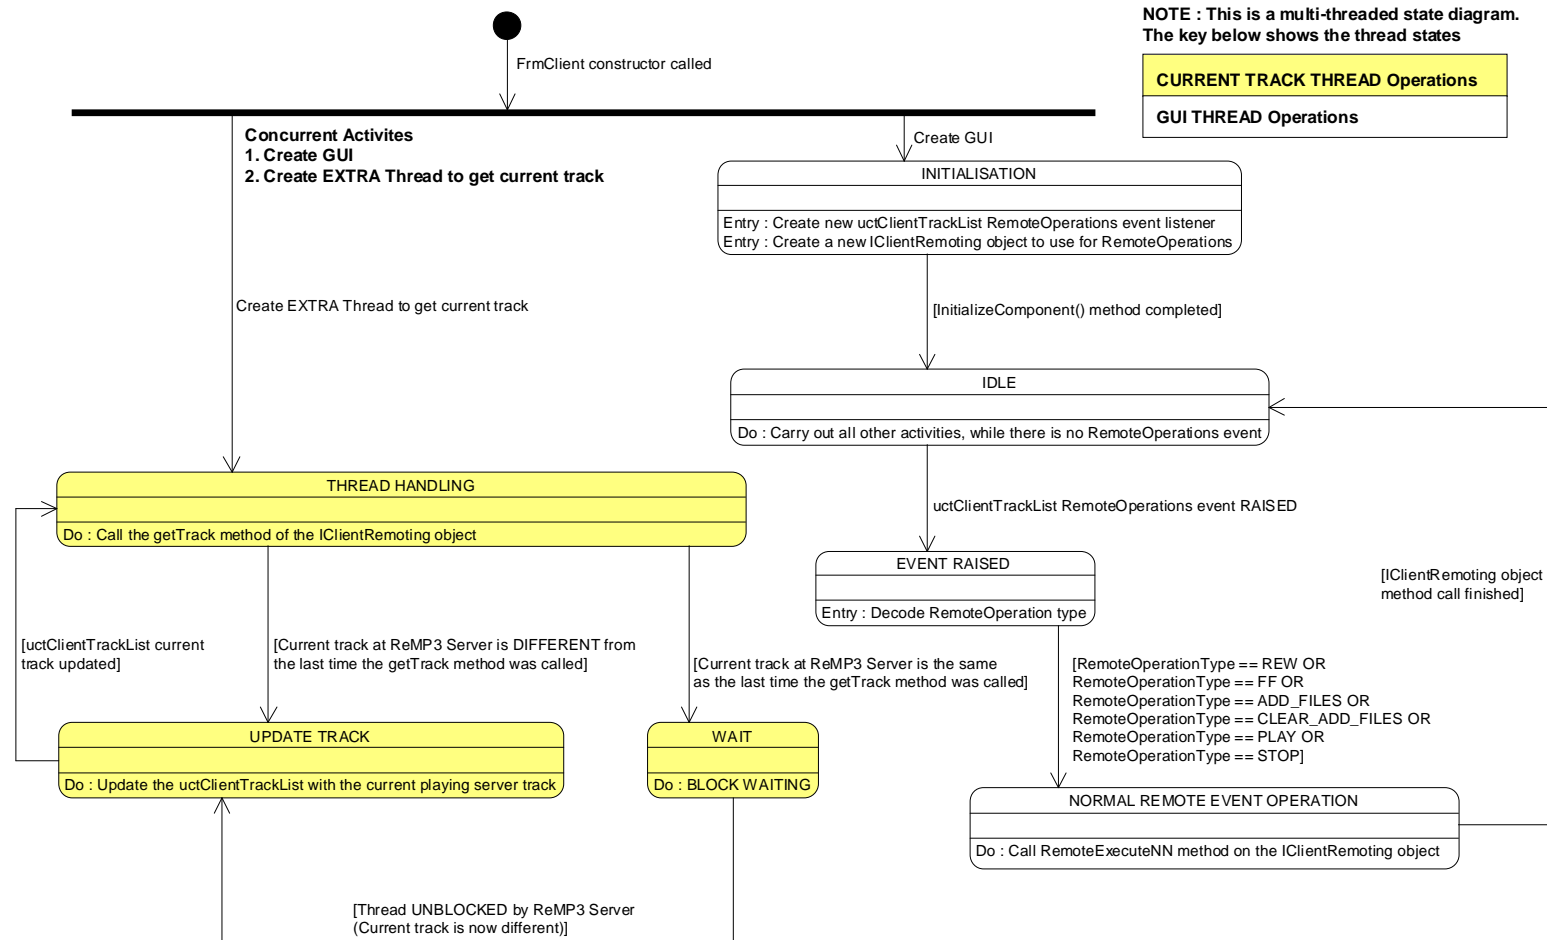 NOTE : This is a multi-threaded state diagram.
The key below shows the thread states
CURRENT TRACK THREAD Operations
GUI THREAD Operations
FrmClient constructor called
Concurrent Activites
1. Create GUI
2. Create EXTRA Thread to get current track
Create GUI
INITIALISATION
Entry : Create new uctClientTrackList RemoteOperations event listener
Entry : Create a new IClientRemoting object to use for RemoteOperations
Create EXTRA Thread to get current track
[InitializeComponent() method completed]
IDLE
Do : Carry out all other activities, while there is no RemoteOperations event
THREAD HANDLING
Do : Call the getTrack method of the IClientRemoting object
uctClientTrackList RemoteOperations event RAISED
EVENT RAISED
Entry : Decode RemoteOperation type
[IClientRemoting object
method call finished]
[uctClientTrackList current
track updated]
[Current track at ReMP3 Server is DIFFERENT from
the last time the getTrack method was called]
[Current track at ReMP3 Server is the same
as the last time the getTrack method was called]
[RemoteOperationType == REW OR
RemoteOperationType == FF OR
RemoteOperationType == ADD_FILES OR
RemoteOperationType == CLEAR_ADD_FILES OR
RemoteOperationType == PLAY OR
RemoteOperationType == STOP]
UPDATE TRACK
Do : Update the uctClientTrackList with the current playing server track
WAIT
Do : BLOCK WAITING
NORMAL REMOTE EVENT OPERATION
Do : Call RemoteExecuteNN method on the IClientRemoting object
[Thread UNBLOCKED by ReMP3 Server
(Current track is now different)]